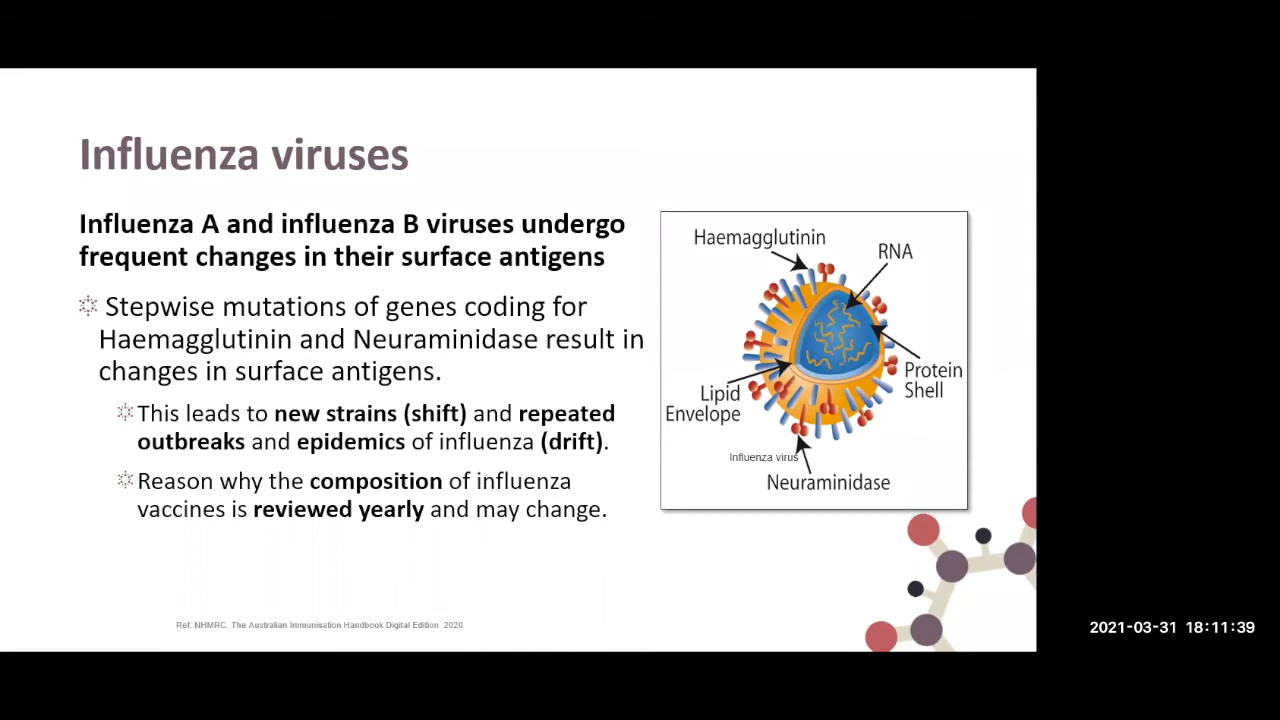 Influenza viruses
Influenza A and influenza B viruses undergo
frequent changes in their surface antigens
Stepwise mutations of genes coding for
Haemagglutinin and Neuraminidase result in
changes in surface antigens.
This leads to new strains (shift) and repeated
outbreaks and epidemics of influenza (drift).
Reason why the composition of influenza
vaccines is reviewed yearly and may change.
Haemagglutinin
RNA
Protein
Shell
Lipid
Envelope
Influenza virus
Neuraminidase
Ref: NHMRC. The Australian Immunisation Handbook Digital Edition. 2020
2021-03-31 18:11:39